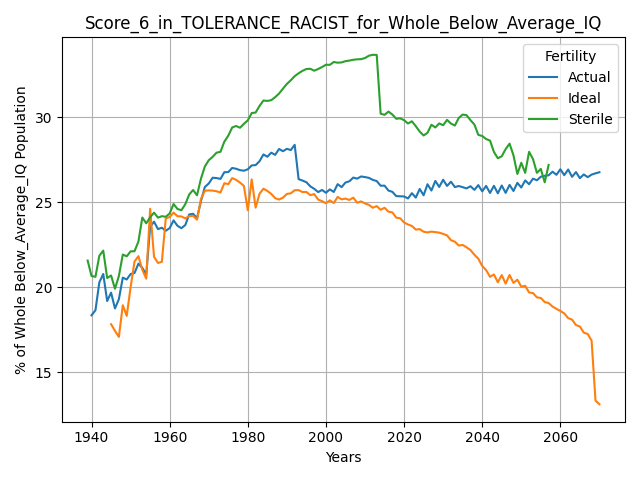 Score_6_in_TOLERANCE_RACIST_for_Whole_Below_Average_IQ
Fertility
Actual
Ideal
Sterile
% of Whole Below_Average_IQ Population
30
25
20
15
1940
1960
1980
2000
2020
2040
2060
Years